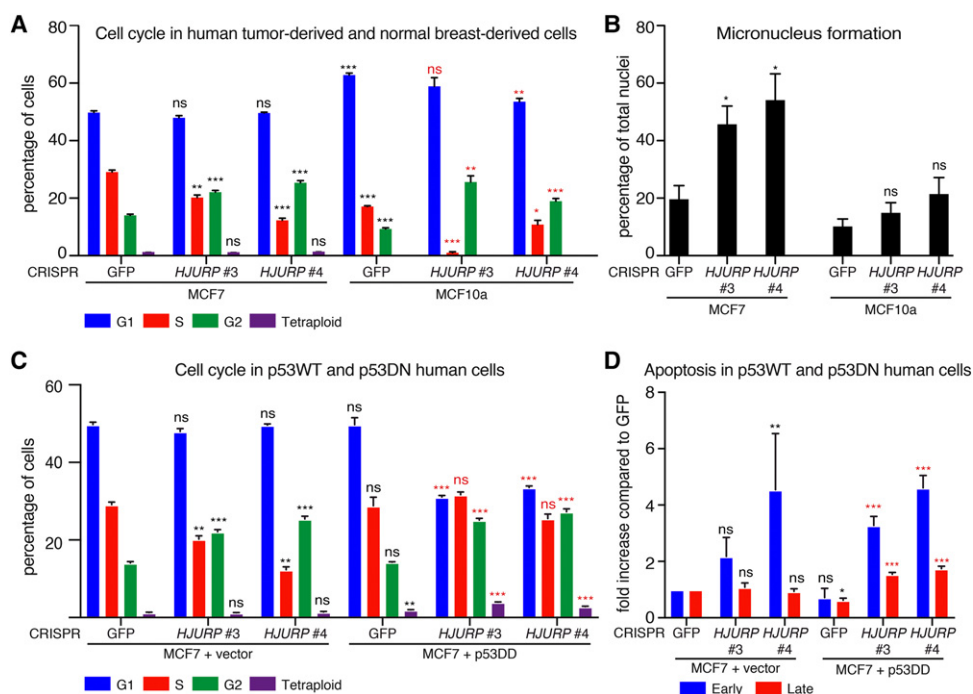 A
Cell cycle in human tumor-derived and normal breast-derived cells
percentage of cells
80
60
40
20
0
ns
**
***
ns
ns
***
***
ns
***
***
***
ns
***
**
**
*
***
CRISPR
GFP
HJURP #3
HJURP #4
GFP
HJURP #3
HJURP #4
MCF7
MCF10a
G1
S
G2
Tetraploid
B
Micronucleus formation
percentage of total nuclei
80
60
40
20
0
*
*
ns
ns
CRISPR
GFP
HJURP #3
HJURP #4
GFP
HJURP #3
HJURP #4
MCF7
MCF10a
C
Cell cycle in p53WT and p53DN human cells
percentage of cells
60
40
20
ns
**
***
ns
ns
**
***
ns
ns
ns
ns
**
***
ns
***
***
***
ns
***
***
CRISPR
GFP
HJURP #3
HJURP #4
GFP
HJURP #3
HJURP #4
MCF7 + vector
MCF7 + p53DD
G1
S
G2
Tetraploid
D
Apoptosis in p53WT and p53DN human cells
fold increase compared to GFP
8
6
4
2
0
ns
ns
**
ns
ns
*
***
***
***
***
CRISPR
GFP
HJURP #3
HJURP #4
GFP
HJURP #3
HJURP #4
MCF7 + vector
MCF7 + p53DD
Early
Late